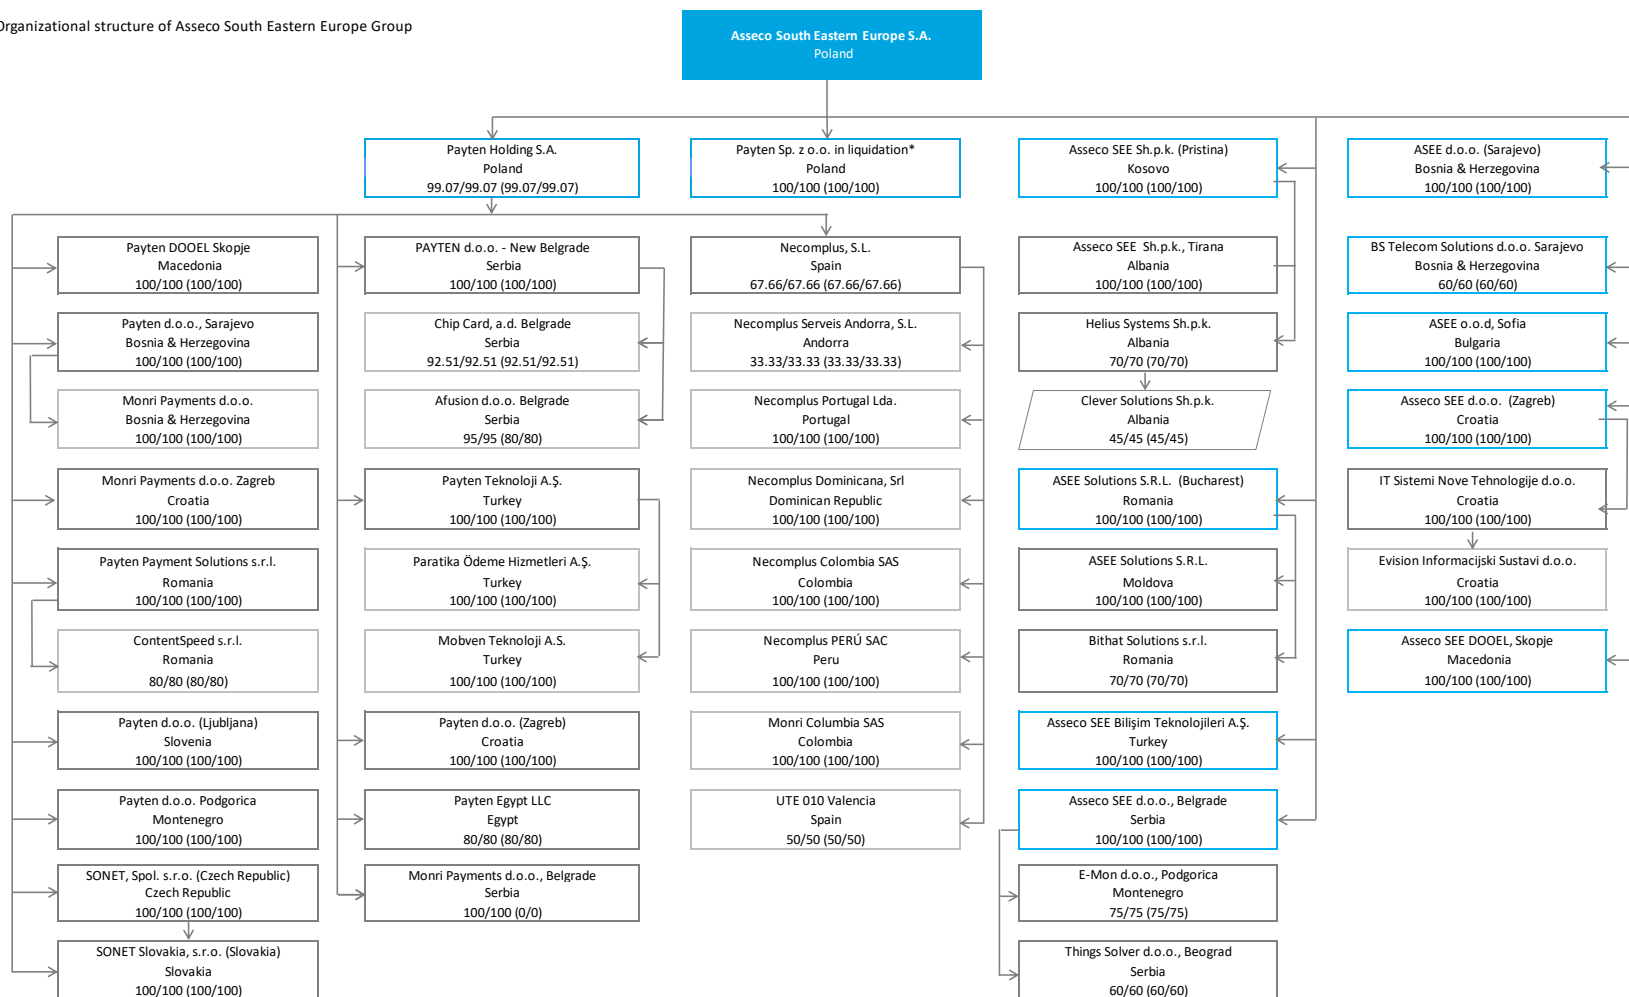 Organizational structure of Asseco South Eastern Europe Group
Asseco South Eastern Europe S.A.
Poland
Payten Holding S.A.
Poland
99.07/99.07 (99.07/99.07)
Payten Sp. z o.o. in liquidation*
Poland
100/100 (100/100)
Asseco SEE Sh.p.k. (Pristina)
Kosovo
100/100 (100/100)
ASEE d.o.o. (Sarajevo)
Bosnia & Herzegovina
100/100 (100/100)
Payten DOOEL Skopje
Macedonia
100/100 (100/100)
PAYTEN d.o.o. - New Belgrade
Serbia
100/100 (100/100)
Necomplus, S.L.
Spain
67.66/67.66 (67.66/67.66)
Asseco SEE Sh.p.k., Tirana
Albania
100/100 (100/100)
BS Telecom Solutions d.o.o. Sarajevo
Bosnia & Herzegovina
60/60 (60/60)
Payten d.o.o., Sarajevo
Bosnia & Herzegovina
100/100 (100/100)
Chip Card, a.d. Belgrade
Serbia
92.51/92.51 (92.51/92.51)
Necomplus Serveis Andorra, S.L.
Andorra
33.33/33.33 (33.33/33.33)
Helius Systems Sh.p.k.
Albania
70/70 (70/70)
ASEE o.o.d, Sofia
Bulgaria
100/100 (100/100)
Monri Payments d.o.o.
Bosnia & Herzegovina
100/100 (100/100)
Afusion d.o.o. Belgrade
Serbia
95/95 (80/80)
Necomplus Portugal Lda.
Portugal
100/100 (100/100)
Clever Solutions Sh.p.k.
Albania
45/45 (45/45)
Asseco SEE d.o.o. (Zagreb)
Croatia
100/100 (100/100)
Monri Payments d.o.o. Zagreb
Croatia
100/100 (100/100)
Payten Teknoloji A.Ş.
Turkey
100/100 (100/100)
Necomplus Dominicana, Srl
Dominican Republic
100/100 (100/100)
ASEE Solutions S.R.L. (Bucharest)
Romania
100/100 (100/100)
IT Sistemi Nove Tehnologije d.o.o.
Croatia
100/100 (100/100)
Payten Payment Solutions s.r.l.
Romania
100/100 (100/100)
Paratika Ödeme Hizmetleri A.Ş.
Turkey
100/100 (100/100)
Necomplus Colombia SAS
Colombia
100/100 (100/100)
ASEE Solutions S.R.L.
Moldova
100/100 (100/100)
Evision Informacijski Sustavi d.o.o.
Croatia
100/100 (100/100)
ContentSpeed s.r.l.
Romania
80/80 (80/80)
Mobven Teknoloji A.S.
Turkey
100/100 (100/100)
Necomplus PERÚ SAC
Peru
100/100 (100/100)
Bithat Solutions s.r.l.
Romania
70/70 (70/70)
Asseco SEE DOOEL, Skopje
Macedonia
100/100 (100/100)
Payten d.o.o. (Ljubljana)
Slovenia
100/100 (100/100)
Payten d.o.o. (Zagreb)
Croatia
100/100 (100/100)
Monri Columbia SAS
Colombia
100/100 (100/100)
Asseco SEE Bilişim Teknolojileri A.Ş.
Turkey
100/100 (100/100)
Payten d.o.o. Podgorica
Montenegro
100/100 (100/100)
Payten Egypt LLC
Egypt
80/80 (80/80)
UTE 010 Valencia
Spain
50/50 (50/50)
Asseco SEE d.o.o., Belgrade
Serbia
100/100 (100/100)
SONET, Spol. s.r.o. (Czech Republic)
Czech Republic
100/100 (100/100)
Monri Payments d.o.o., Belgrade
Serbia
100/100 (0/0)
E-Mon d.o.o., Podgorica
Montenegro
75/75 (75/75)
SONET Slovakia, s.r.o. (Slovakia)
Slovakia
100/100 (100/100)
Things Solver d.o.o., Beograd
Serbia
60/60 (60/60)